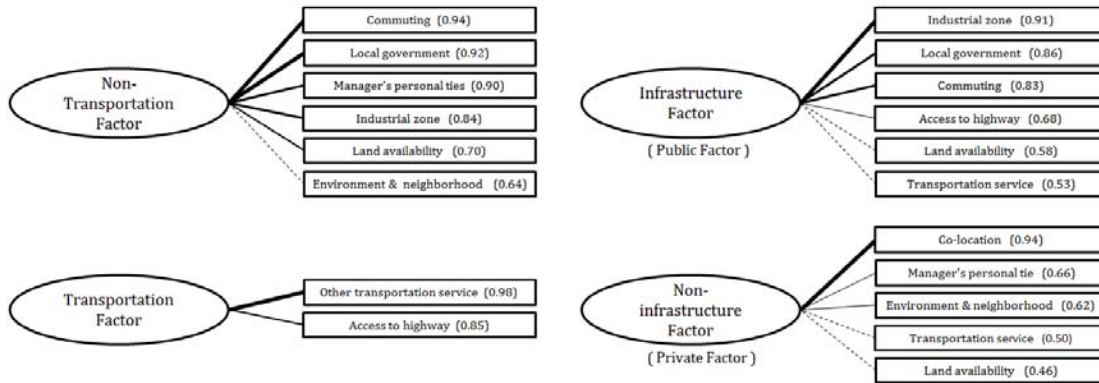 Non-
Transportation
Factor
Commuting (0.94)
Local government (0.92)
Manager's personal ties (0.90)
Industrial zone (0.84)
Land availability (0.70)
Environment & neighborhood (0.64)
Infrastructure
Factor
( Public Factor )
Industrial zone (0.91)
Local government (0.86)
Commuting (0.83)
Access to highway (0.68)
Land availability (0.58)
Transportation service (0.53)
Transportation
Factor
Other transportation service (0.98)
Access to highway (0.85)
Non-
infrastructure
Factor
( Private Factor )
Co-location (0.94)
Manager's personal tie (0.66)
Environment & neighborhood (0.62)
Transportation service (0.50)
Land availability (0.46)